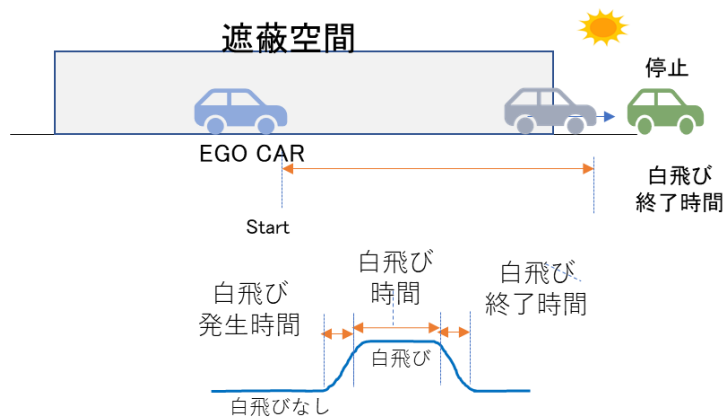 遮蔽空間
停止
EGO CAR
白飛び
終了時間
Start
白飛び
時間
白飛び
終了時間
白飛び
発生時間
白飛び
白飛びなし